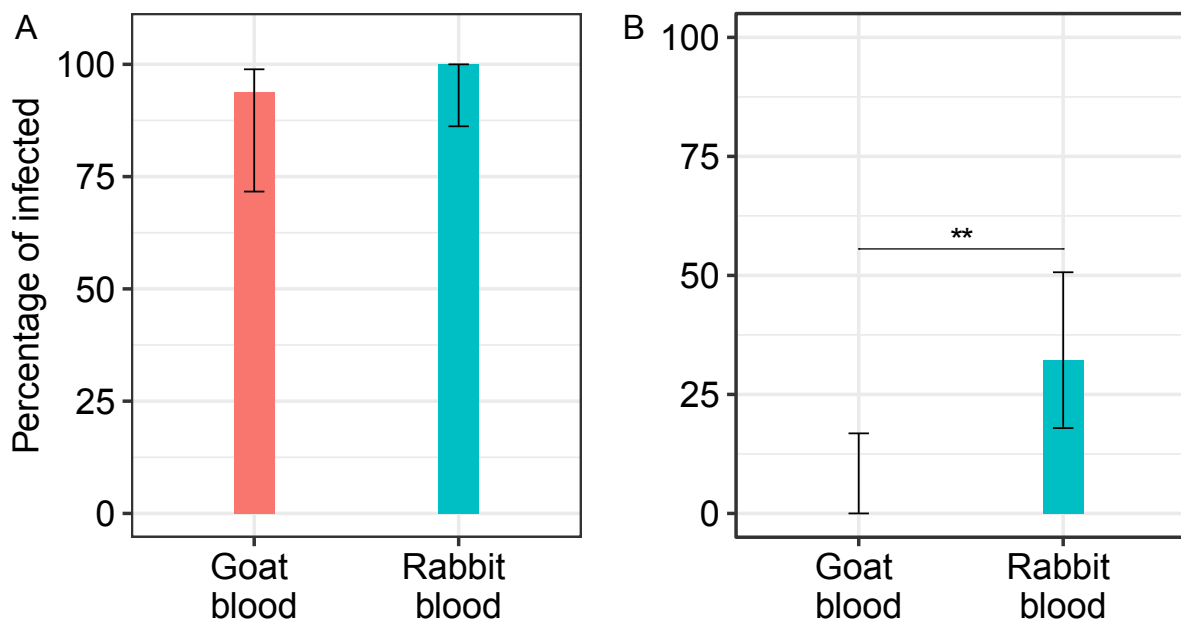 A
Percentage of infected
100
75
50
25
0
Goat
blood
Rabbit
blood
B
100
75
50
25
0
**
Goat
blood
Rabbit
blood